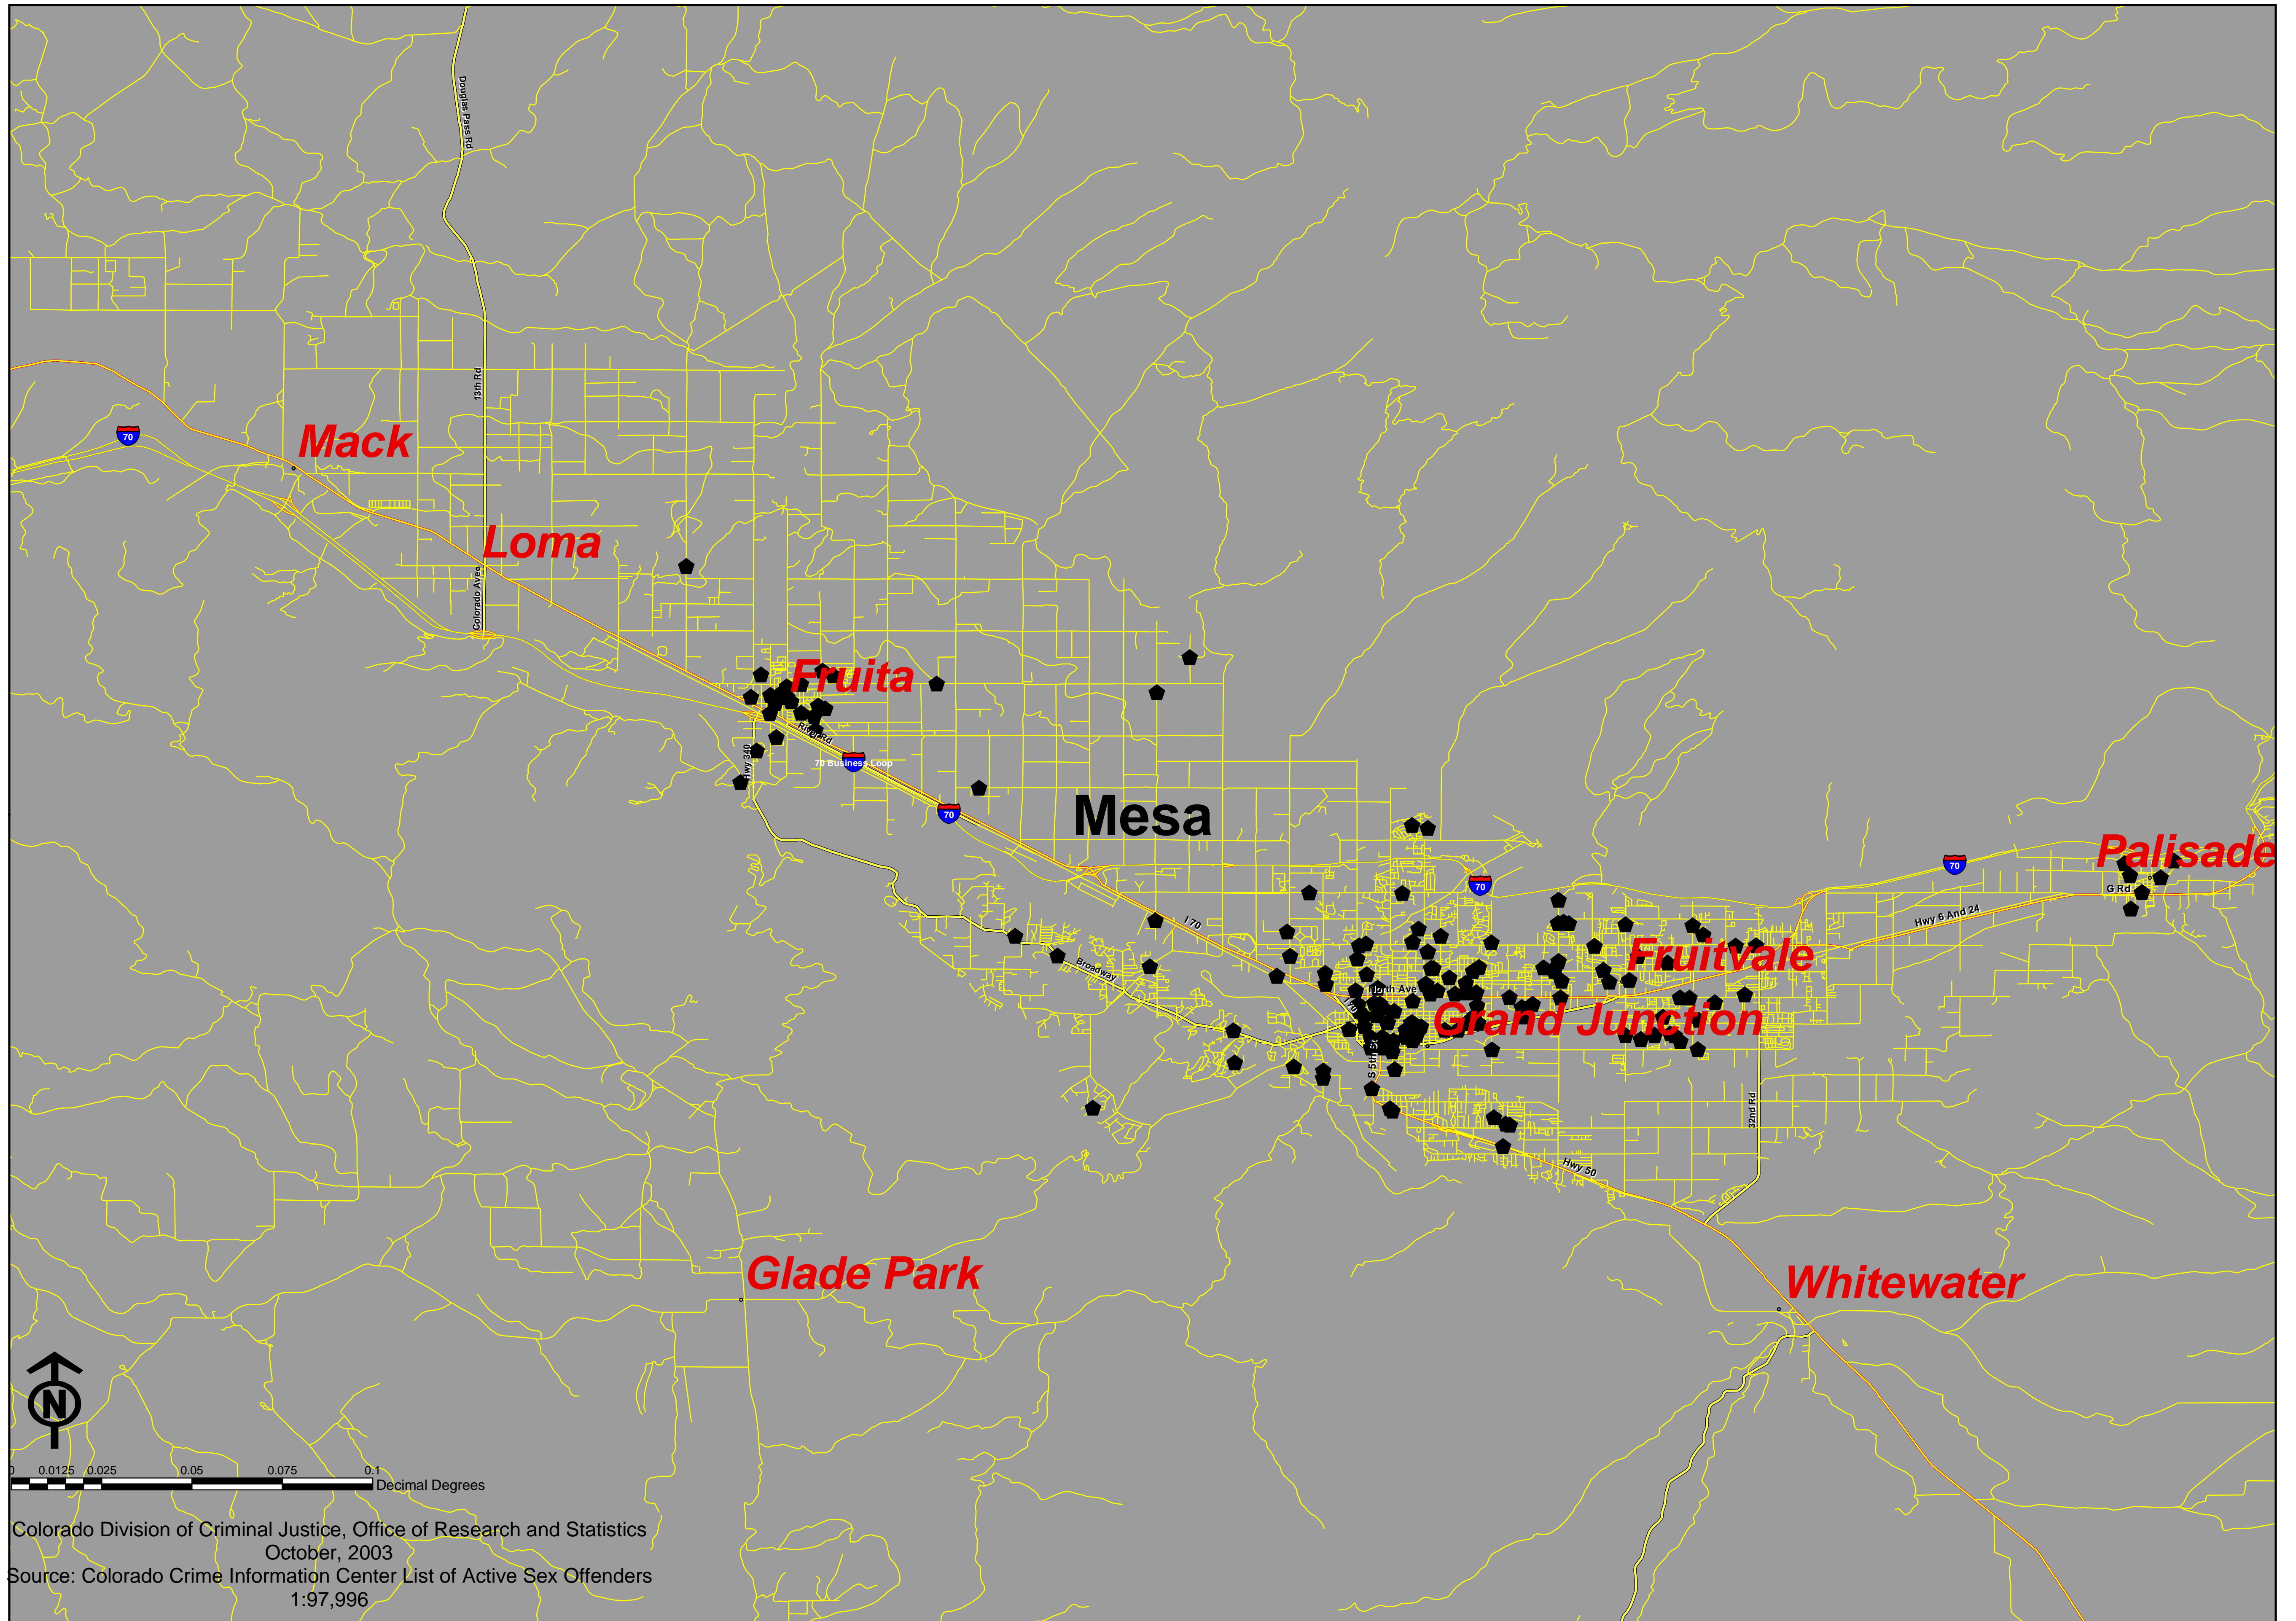 Douglas Pass Rd
13th Rd
70
Mack
Loma
Colorado Ave
Fruita
River Rd
Hwy 340
70 Business Loop
70
Mesa
Palisade
70
70
G Rd
I 70
Hwy 6 And 24
Fruitvale
Broadway
North Ave
I 70
Grand Junction
S 5th St
32nd Rd
Hwy 50
Glade Park
Whitewater
N
0 0.0125 0.025 0.05 0.075 0.1
Decimal Degrees
Colorado Division of Criminal Justice, Office of Research and Statistics
October, 2003
Source: Colorado Crime Information Center List of Active Sex Offenders
1:97,996